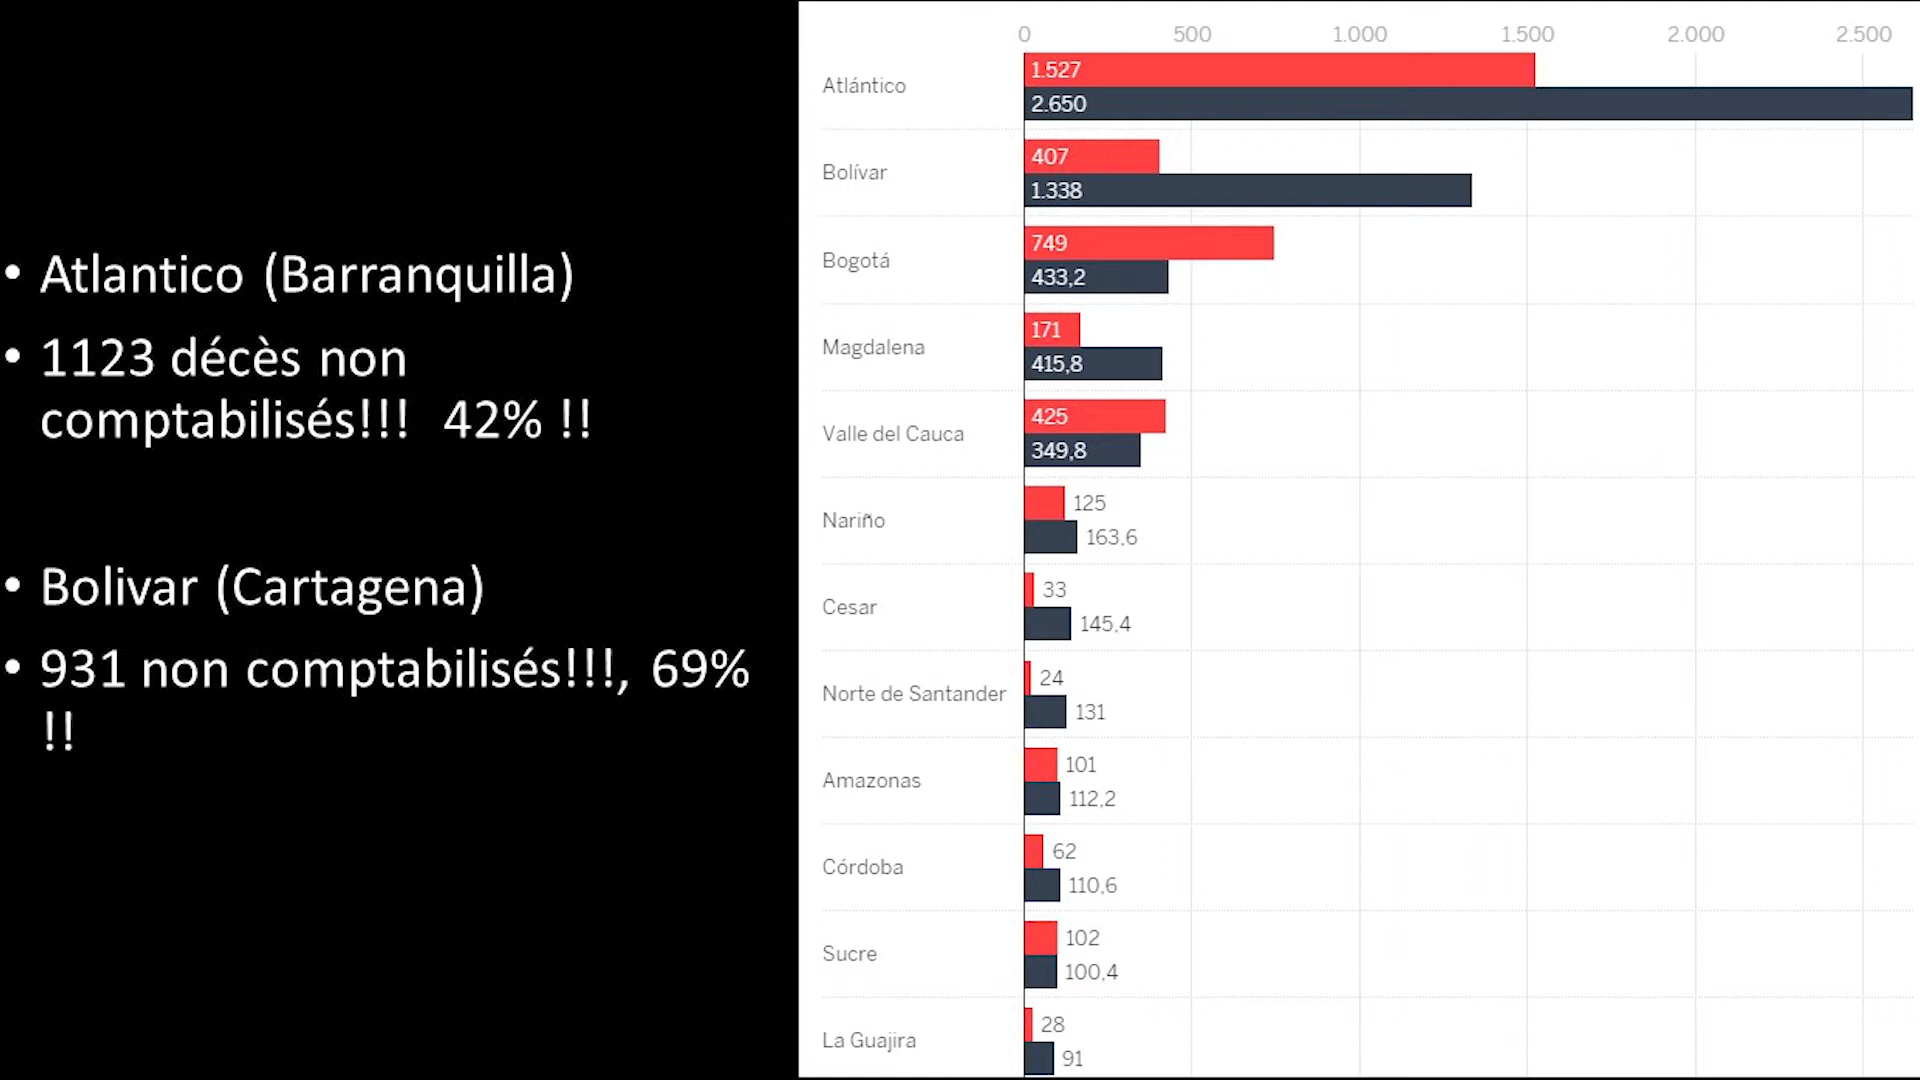 • Atlantico (Barranquilla)
• 1123 décès non
comptabilisés!!! 42% !!
• Bolivar (Cartagena)
• 931 non comptabilisés!!!, 69%
!!
0 500 1.000 1.500 2.000 2.500
Atlántico
1.527
2.650
Bolívar
407
1.338
Bogotá
749
433,2
Magdalena
171
415,8
Valle del Cauca
425
349,8
Nariño
125
163,6
Cesar
33
145,4
Norte de Santander
24
131
Amazonas
101
112,2
Córdoba
62
110,6
Sucre
102
100,4
La Guajira
28
91